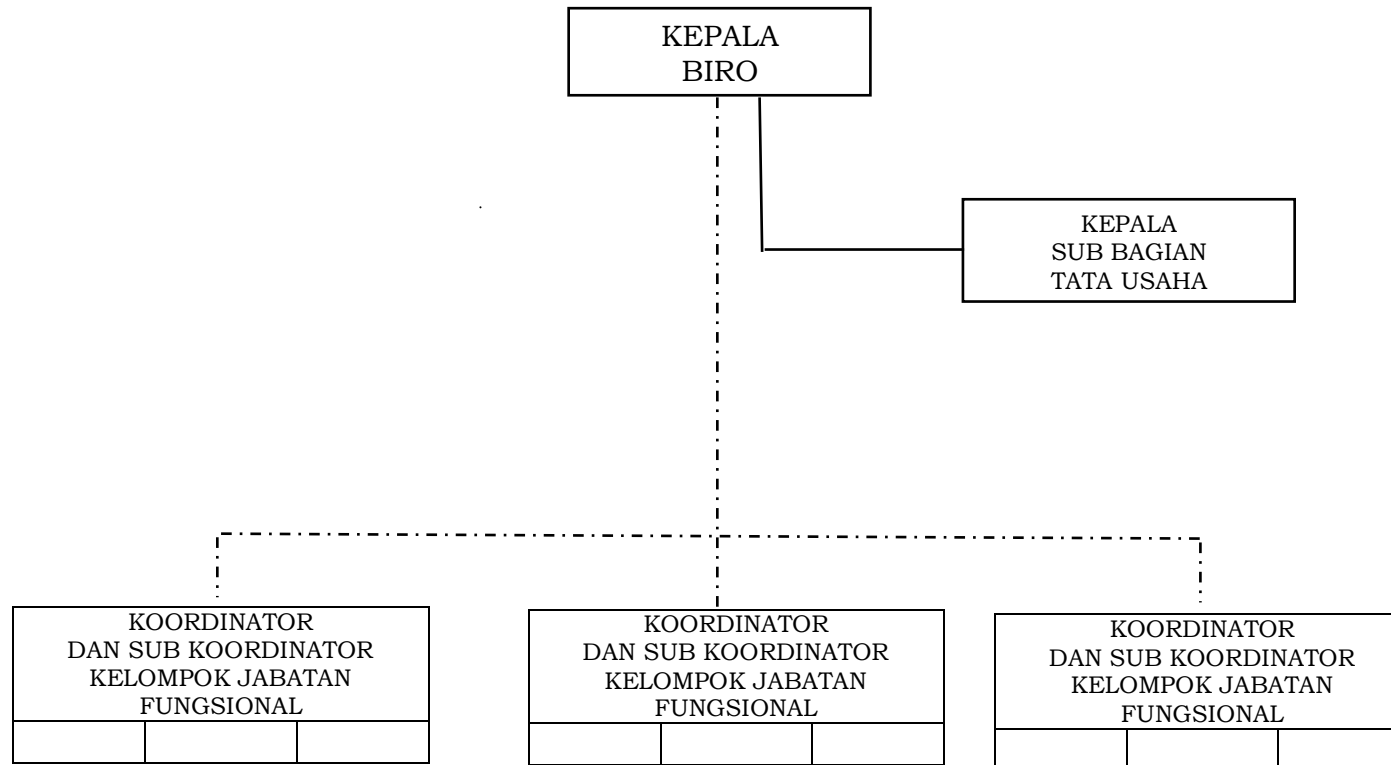 KEPALA
BIRO
KEPALA
SUB BAGIAN
TATA USAHA
KOORDINATOR
DAN SUB KOORDINATOR
KELOMPOK JABATAN
FUNGSIONAL
KOORDINATOR
DAN SUB KOORDINATOR
KELOMPOK JABATAN
FUNGSIONAL
KOORDINATOR
DAN SUB KOORDINATOR
KELOMPOK JABATAN
FUNGSIONAL